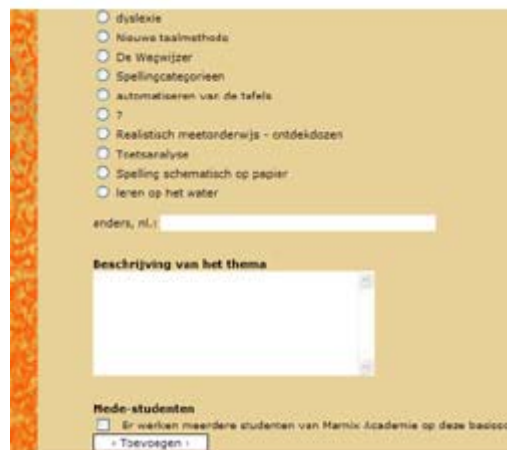 dyslexie
Nieuwe taalmethode
De Wegwijzer
Spellingcategorieen
automatiseren van de tafels
?
Realistisch meetonderwijs - ontdekdozen
Toetsanalyse
Spelling schematisch op papier
leren op het water
anders, nl.:
Beschrijving van het thema
Mede-studenten
Er werken meerdere studenten van Marnix Academie op deze basissc
- Toevoegen -